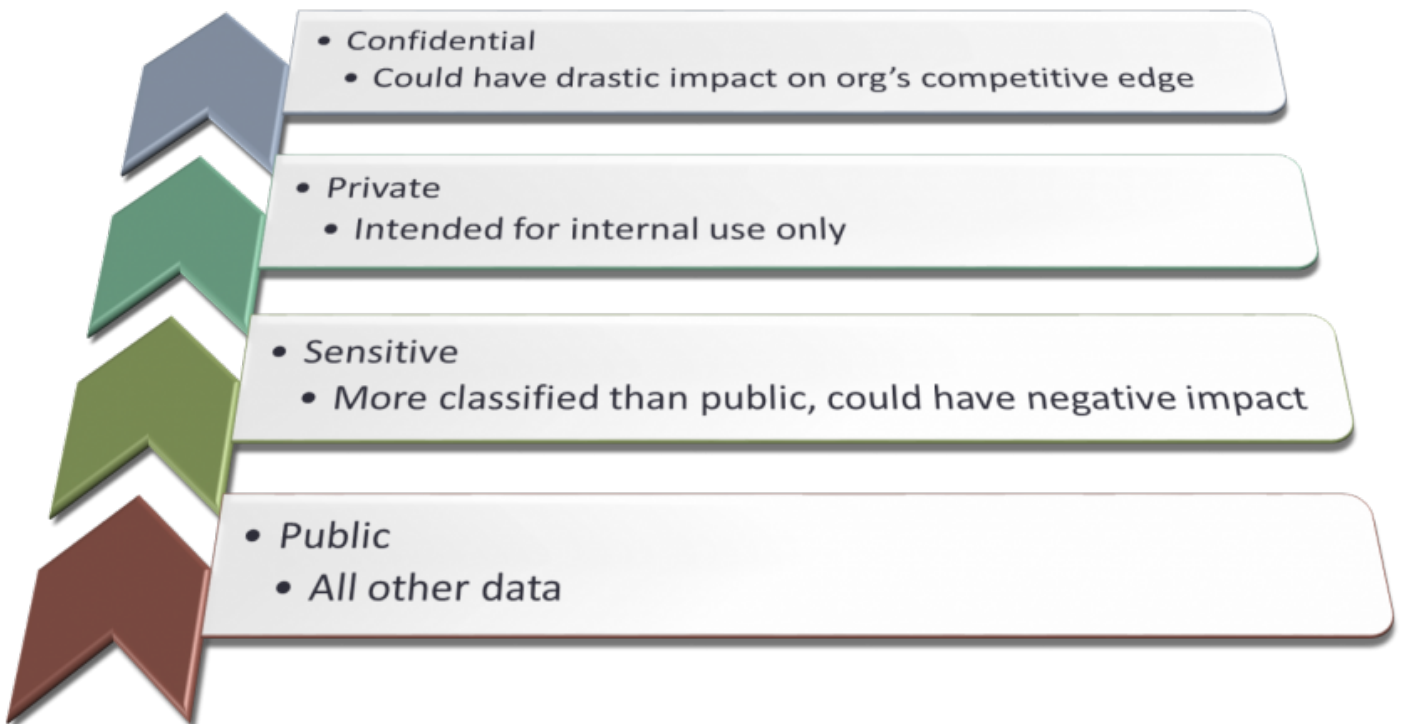 • Confidential
• Could have drastic impact on org's competitive edge
• Private
• Intended for internal use only
• Sensitive
• More classified than public, could have negative impact
• Public
• All other data